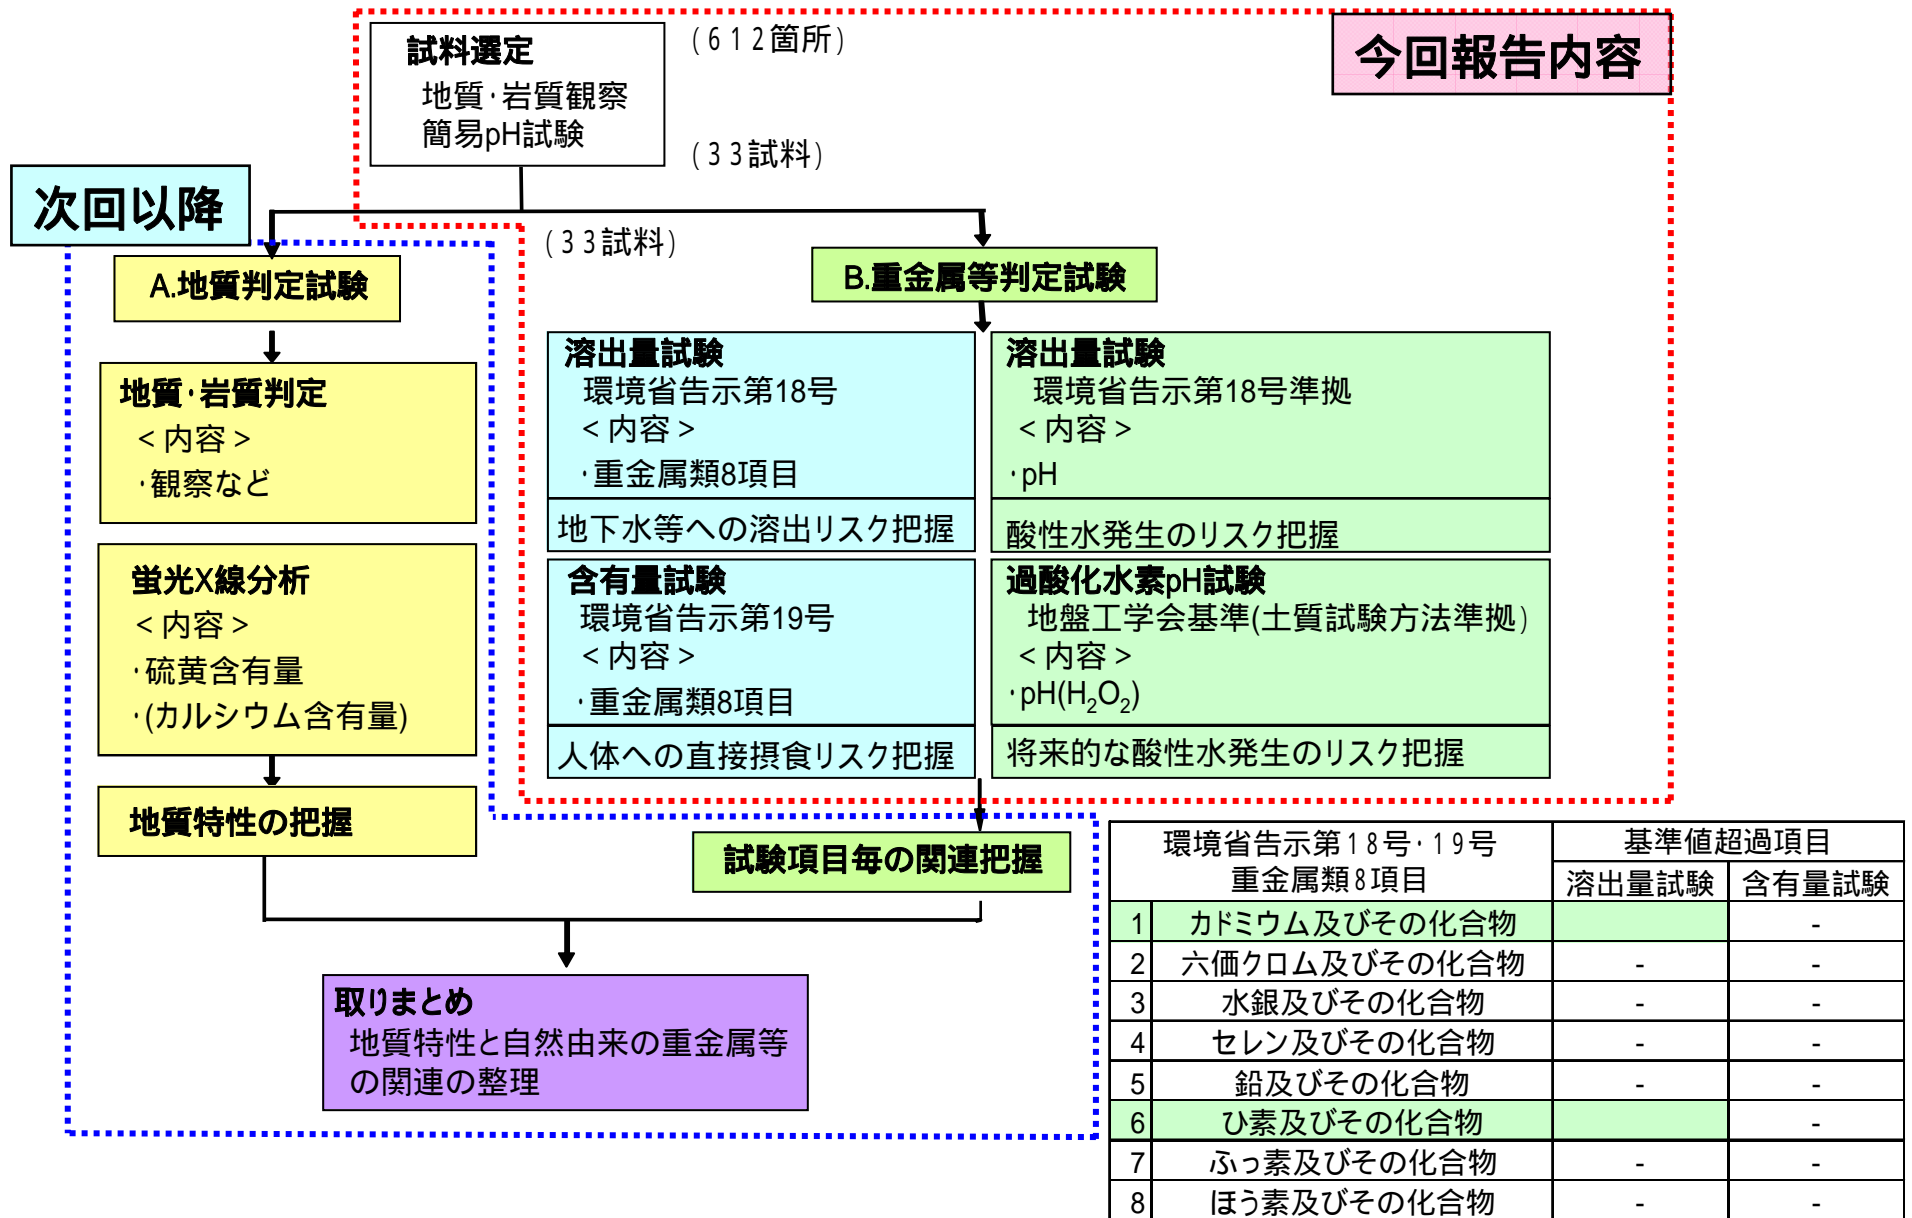 試料選定
地質・岩質観察
簡易pH試験
(612箇所)
(33試料)
今回報告内容
次回以降
(33試料)
A.地質判定試験
B.重金属等判定試験
地質・岩質判定
<内容>
・観察など
蛍光X線分析
<内容>
・硫黄含有量
・(カルシウム含有量)
地質特性の把握
溶出量試験
環境省告示第18号
<内容>
・重金属類8項目
地下水等への溶出リスク把握
含有量試験
環境省告示第19号
<内容>
・重金属類8項目
人体への直接摂食リスク把握
溶出量試験
環境省告示第18号準拠
<内容>
・pH
酸性水発生のリスク把握
過酸化水素pH試験
地盤工学会基準(土質試験方法準拠)
<内容>
・pH(H₂O₂)
将来的な酸性水発生のリスク把握
試験項目毎の関連把握
取りまとめ
地質特性と自然由来の重金属等
の関連の整理
環境省告示第18号・19号
重金属類8項目
基準値超過項目
溶出量試験 含有量試験
1 カドミウム及びその化合物 -
2 六価クロム及びその化合物 - -
3 水銀及びその化合物 - -
4 セレン及びその化合物 - -
5 鉛及びその化合物 - -
6 ひ素及びその化合物 -
7 ふっ素及びその化合物 - -
8 ほう素及びその化合物 - -